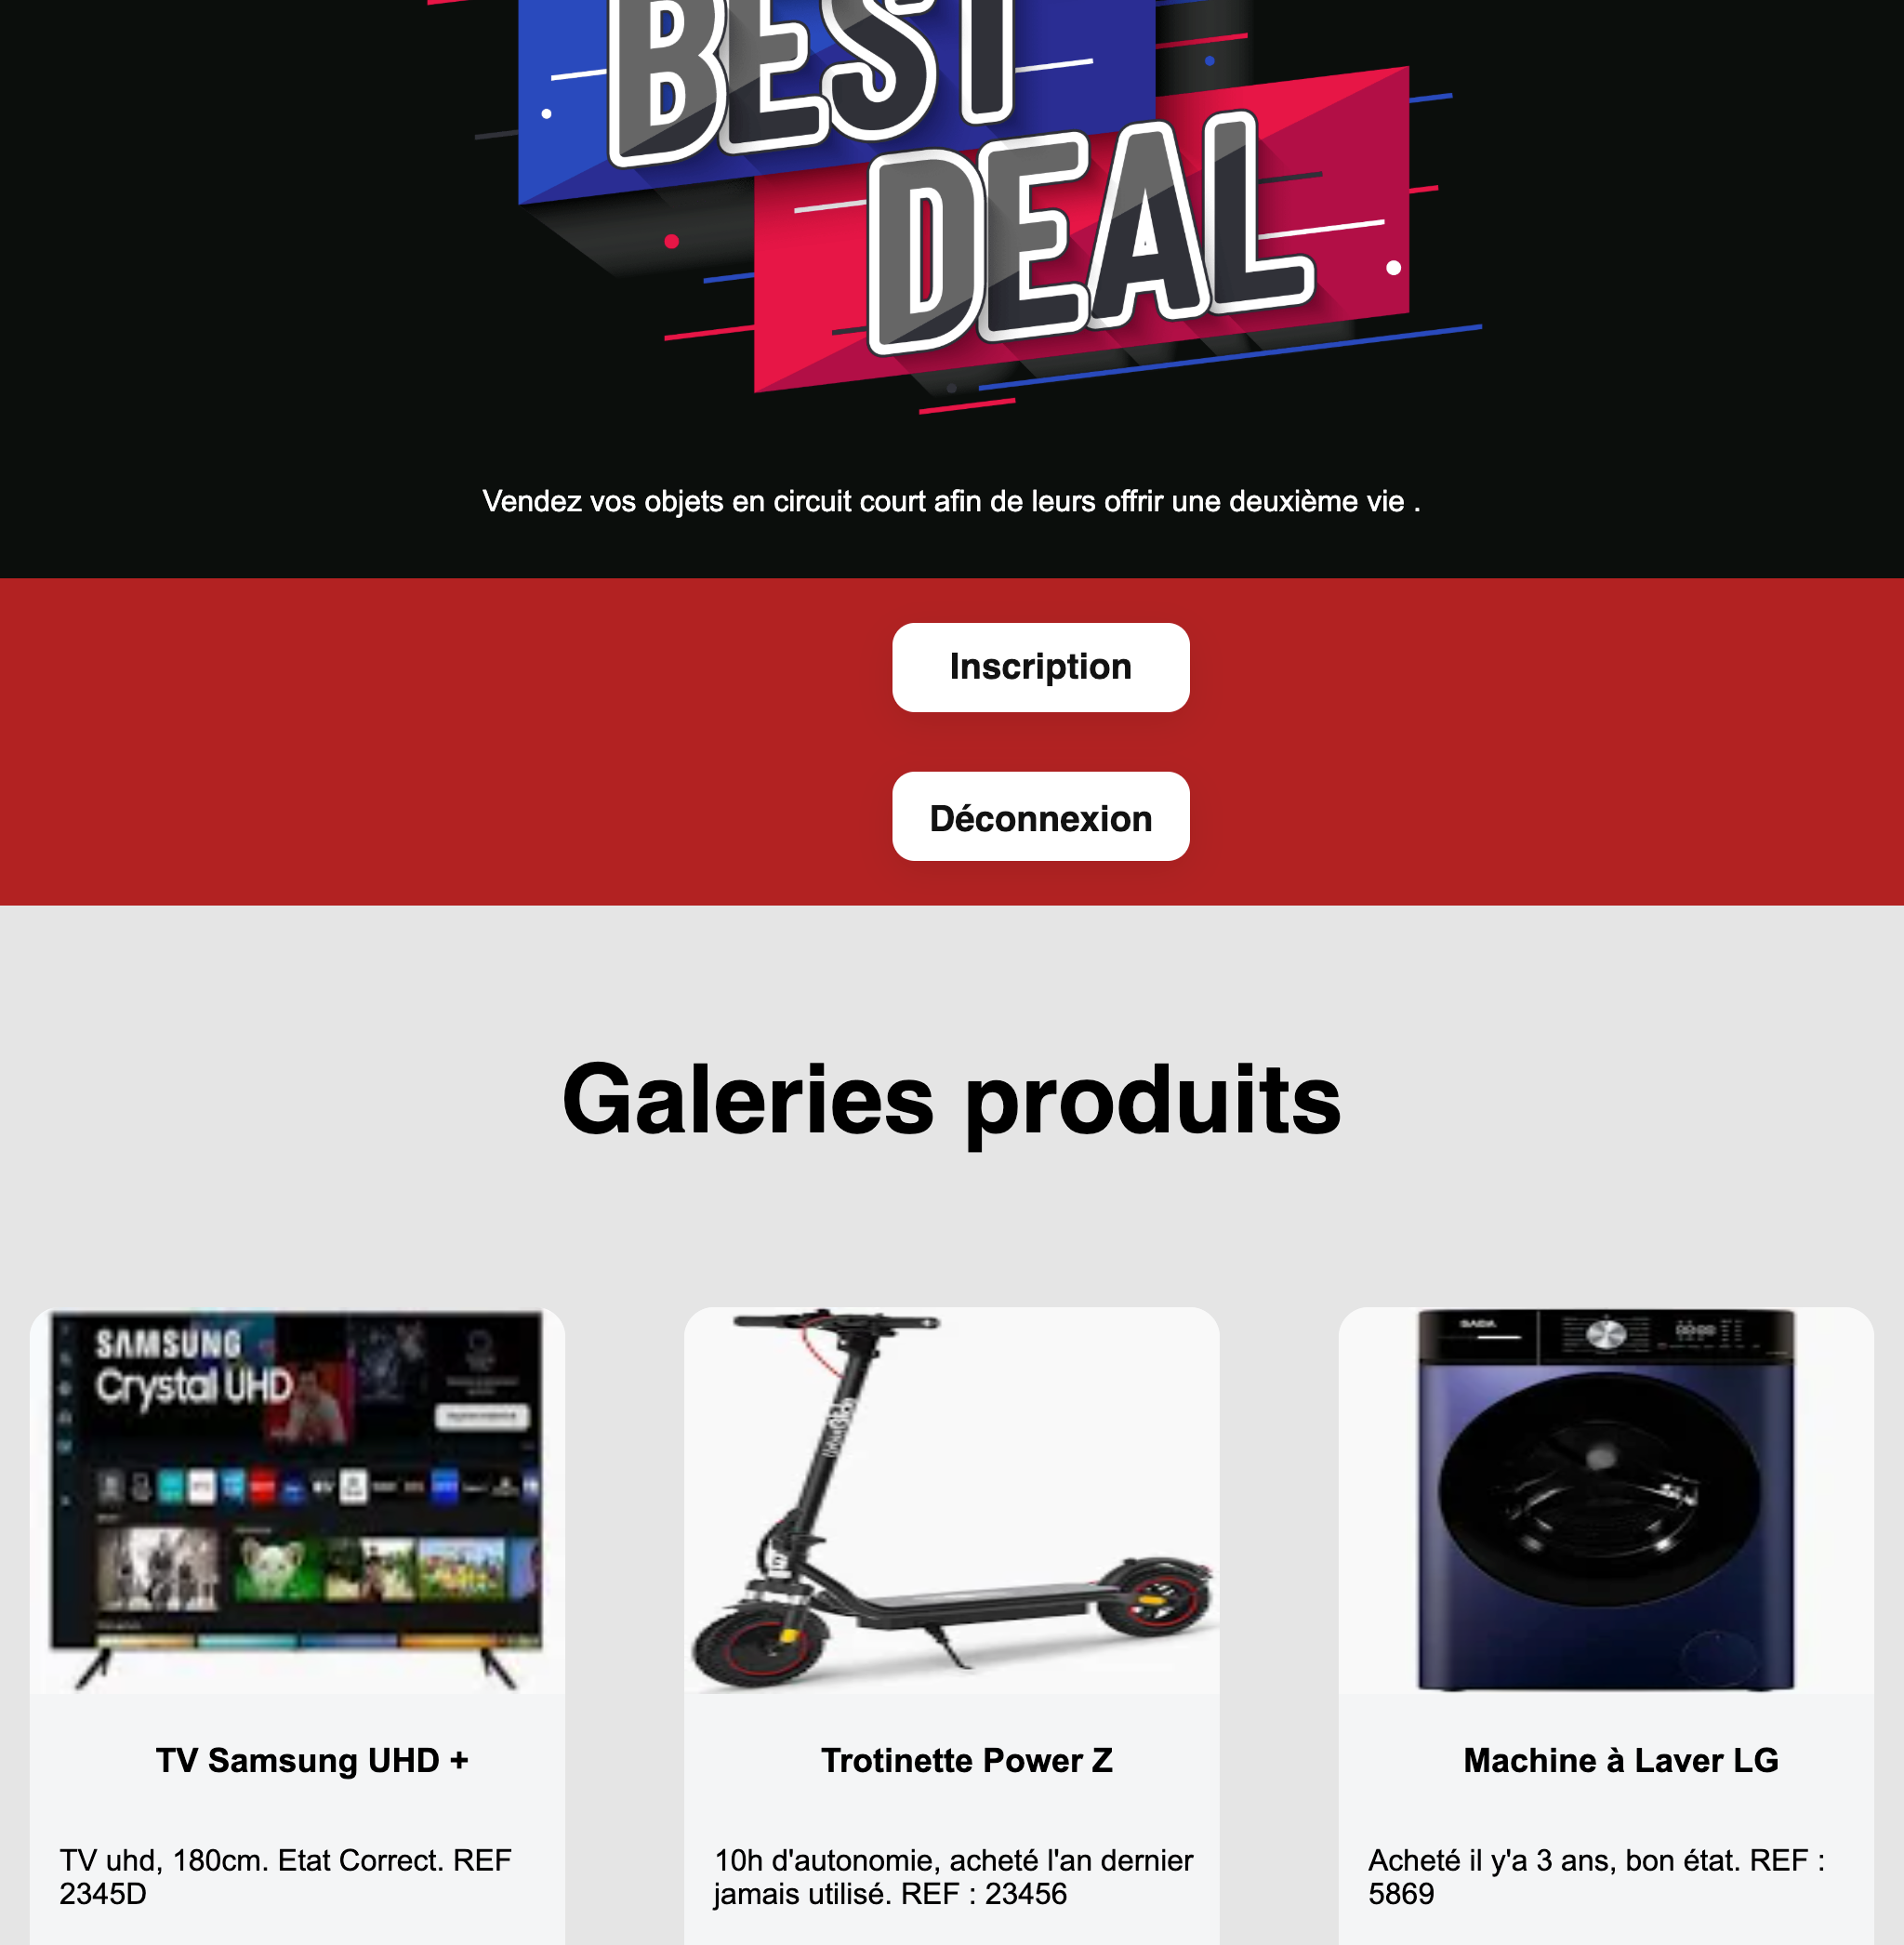 BEST
DEAL
Vendez vos objets en circuit court afin de leurs offrir une deuxième vie .
Inscription
Déconnexion
Galeries produits
SAMSUNG
Crystal UHD
SABA
TV Samsung UHD +
Trotinette Power Z
Machine à Laver LG
TV uhd, 180cm. Etat Correct. REF
2345D
10h d'autonomie, acheté l'an dernier
jamais utilisé. REF : 23456
Acheté il y'a 3 ans, bon état. REF :
5869